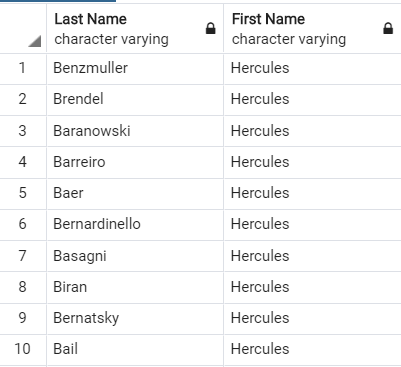 Last Name First Name
character varying character varying
1 Benzmuller Hercules
2 Brendel Hercules
3 Baranowski Hercules
4 Barreiro Hercules
5 Baer Hercules
6 Bernardinello Hercules
7 Basagni Hercules
8 Biran Hercules
9 Bernatsky Hercules
10 Bail Hercules